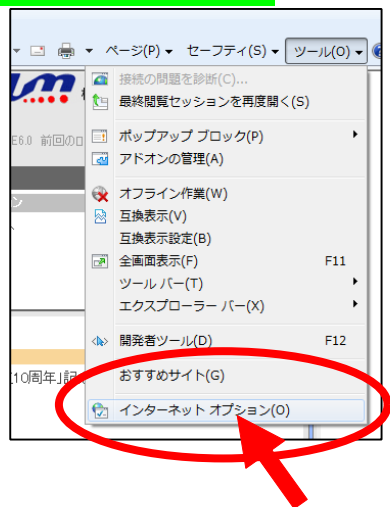 ページ(P) セーフティ(S) ツール(O)
接続の問題を診断(C)...
最終閲覧セッションを再度開く(S)
E6.0 前回のロ
ポップアップ ブロック(P)
アドオンの管理(A)
オフライン作業(W)
互換表示(V)
互換表示設定(B)
全画面表示(F) F11
ツール バー(T)
エクスプローラー バー(X)
開発者ツール(D) F12
10周年」記
おすすめサイト(G)
インターネット オプション(O)